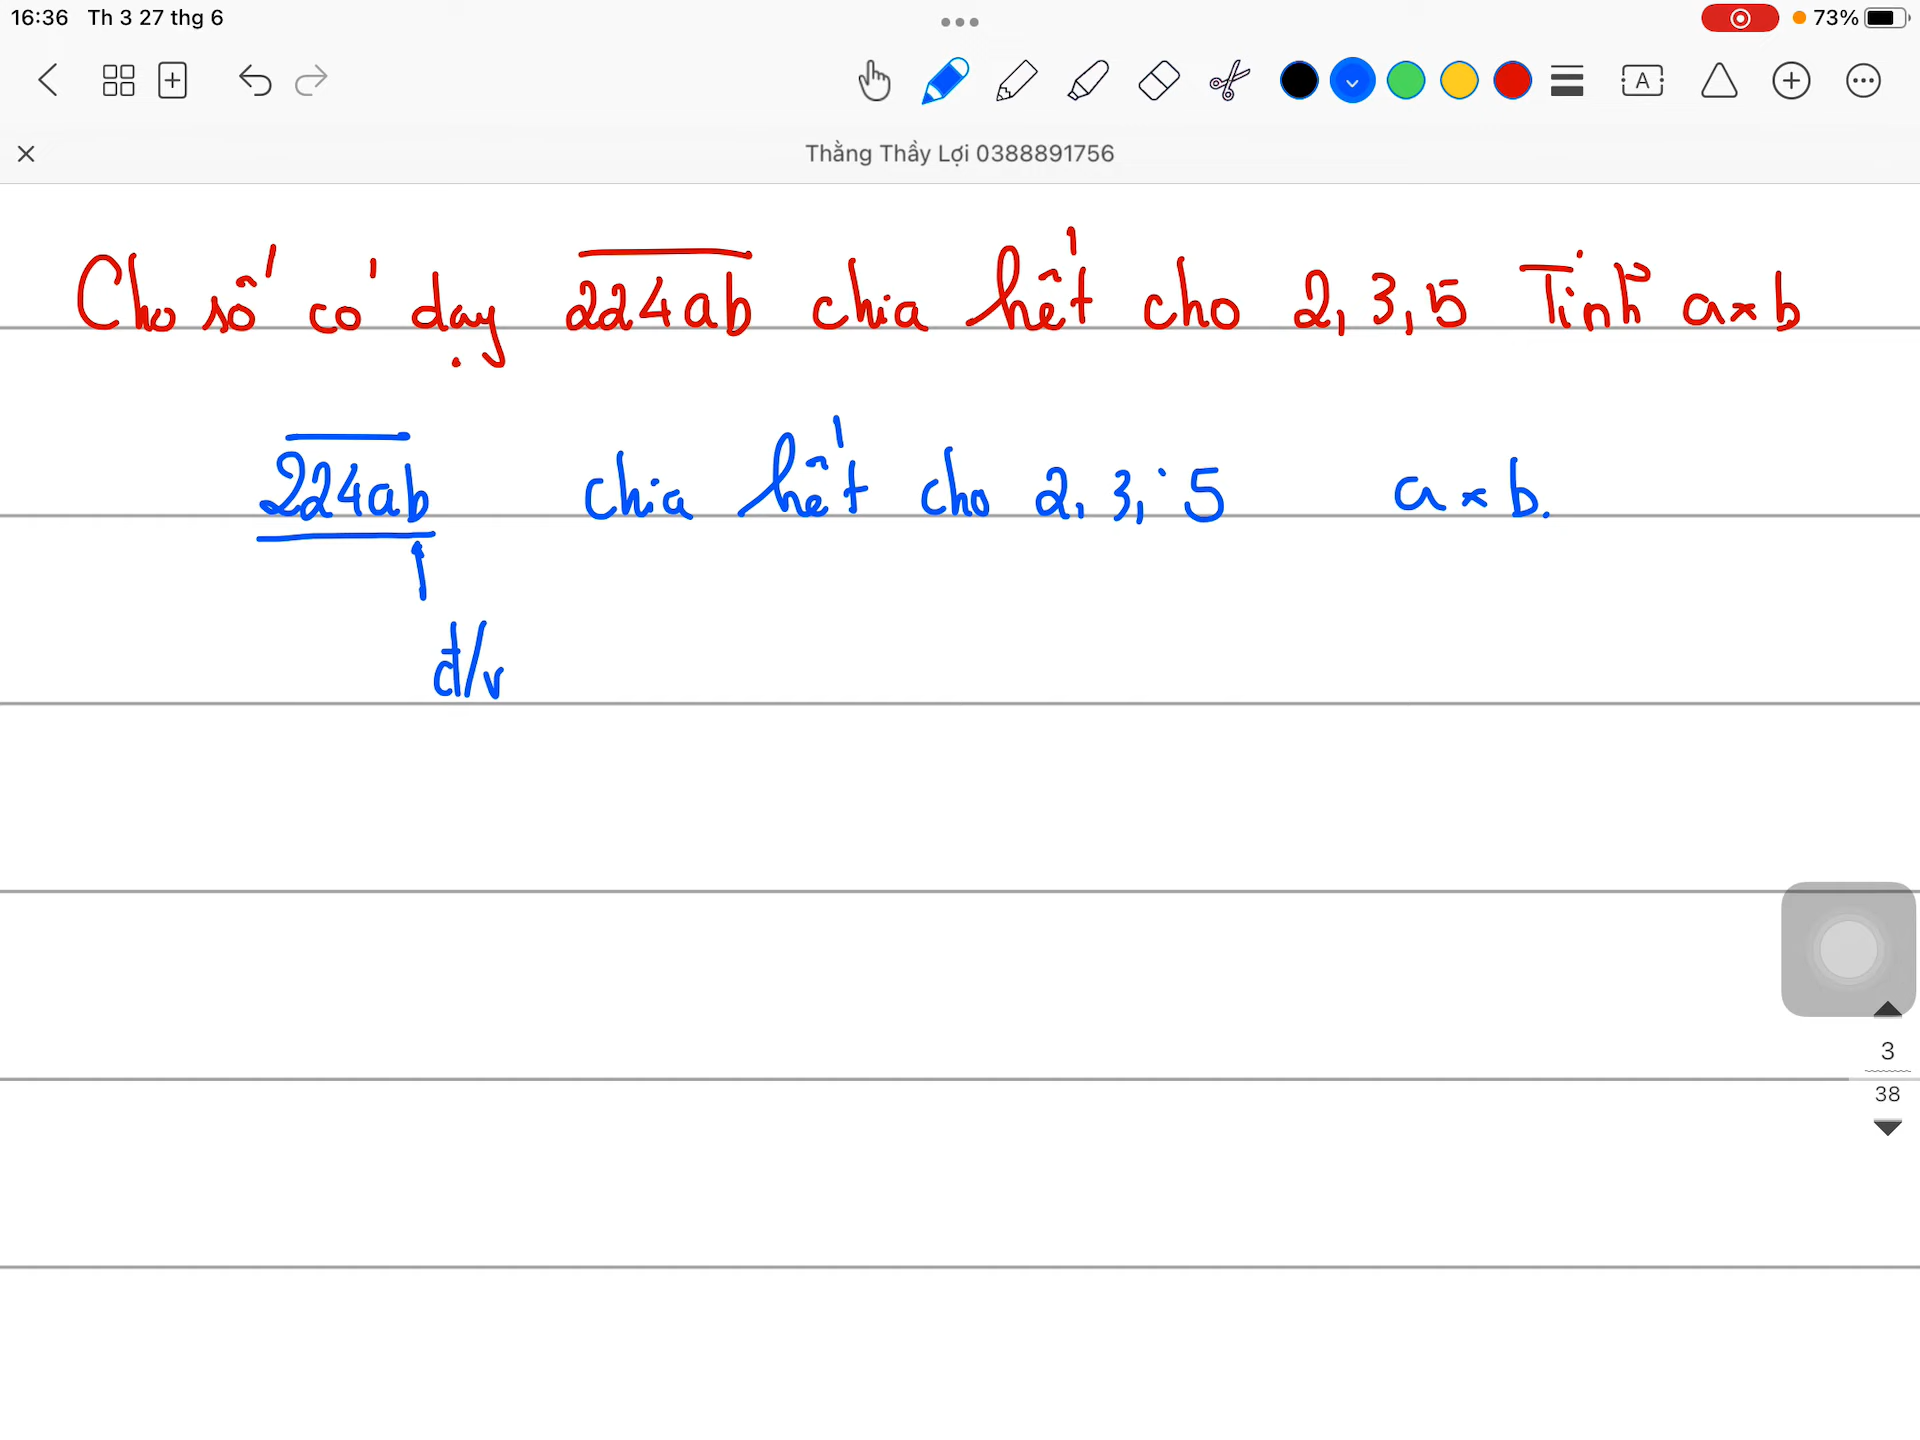 16:36 Th 3 27 thg 6 73%
A
Thằng Thầy Lợi 0388891756
Cho số có dạy 224ab chia hết cho 2, 3, 5 Tính axb
224ab chia hết cho 2, 3, 5 a x b.
đ/v
3
38